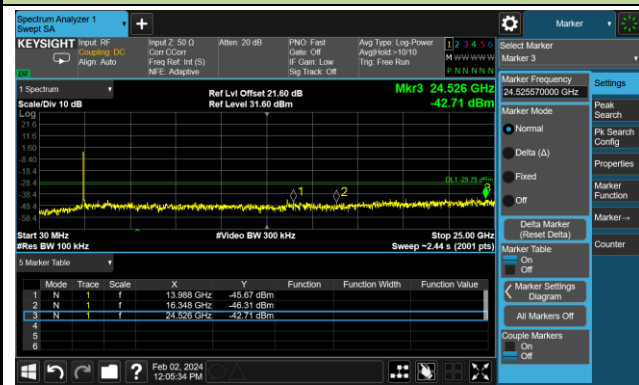 Spectrum Analyzer 1
Swept SA
+
Marker
KEYSIGHT
Input: RF
Coupling: DC
Align: Auto
Input Z: 50 Ω
Corr CCorr
Freq Ref: Int (S)
NFE: Adaptive
Atten: 20 dB
PNO: Fast
Gate: Off
IF Gain: Low
Sig Track: Off
Avg Type: Log-Power
Avg|Hold:>10/10
Trig: Free Run
1 2 3 4 5 6
M W W W W W
P N N N N N
Select Marker
Marker 3
Marker Frequency
24.525570000 GHz
Settings
Peak Search
Pk Search Config
Properties
Marker Function
Marker→
Counter
Marker Mode
Normal
Delta (Δ)
Fixed
Off
Delta Marker
(Reset Delta)
Marker Table
On
Off
Marker Settings
Diagram
All Markers Off
Couple Markers
On
Off
LXI
1 Spectrum
Scale/Div 10 dB
Ref Lvl Offset 21.60 dB
Ref Level 31.60 dBm
Mkr3 24.526 GHz
-42.71 dBm
Log
21.6
11.6
1.60
-8.40
-18.4
-28.4
-38.4
-48.4
-58.4
DL1 -29.78 dBm
1
2
3
Start 30 MHz
#Res BW 100 kHz
#Video BW 300 kHz
Stop 25.00 GHz
Sweep ~2.44 s (2001 pts)
5 Marker Table
Mode Trace Scale X Y Function Function Width Function Value
1 N 1 f 13.988 GHz -45.67 dBm
2 N 1 f 16.348 GHz -46.31 dBm
3 N 1 f 24.526 GHz -42.71 dBm
4
5
6
?
Feb 02, 2024
12:05:34 PM